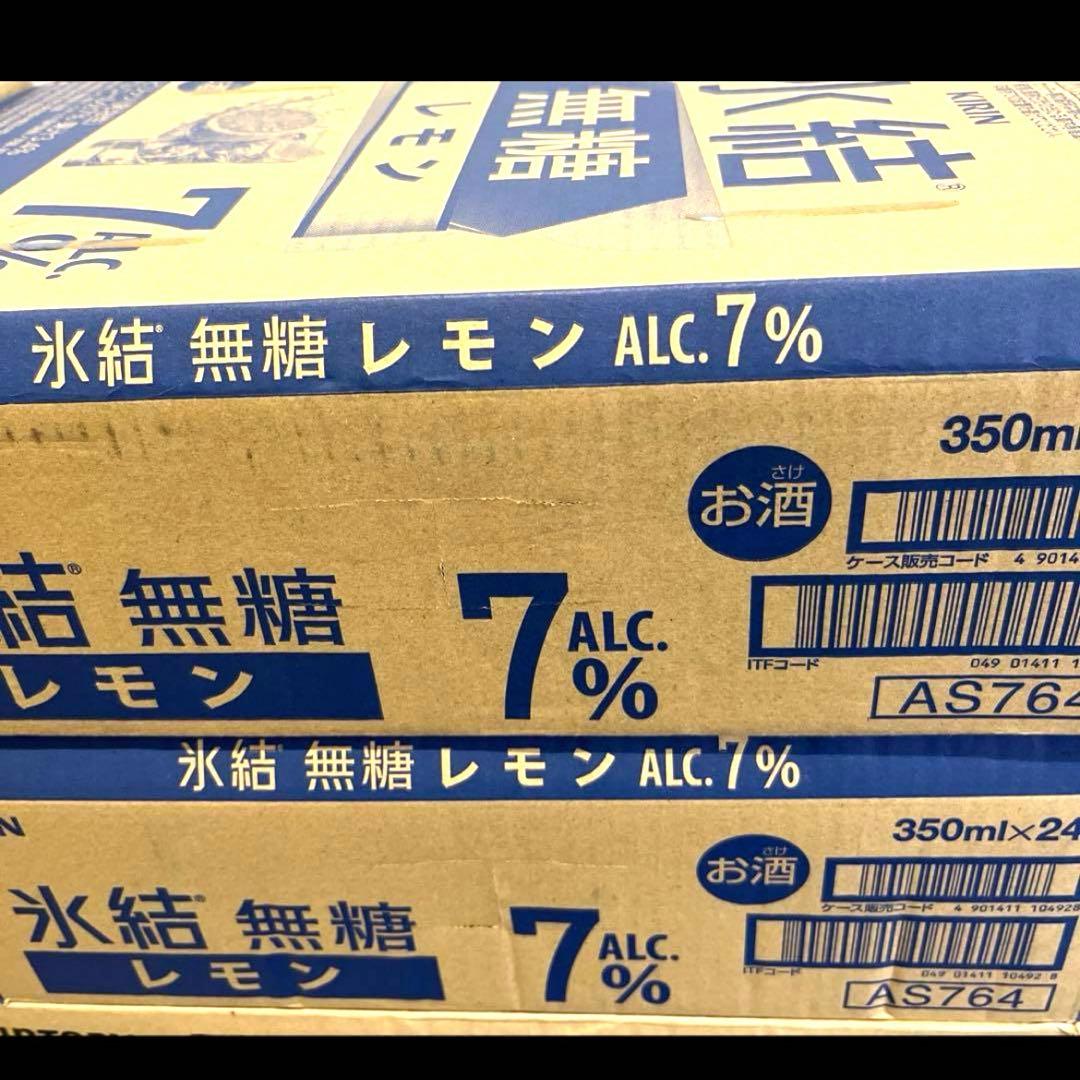 氷結®
KIRIN
無糖
レモン
ALC.
7%
氷結® 無糖 レモン ALC.7%
350ml
お酒
さけ
ケース販売コード 4 9014
ITFコード 049 01411 1
AS764
結® 無糖
レモン
7 ALC.
%
氷結® 無糖 レモン ALC.7%
350ml×24
お酒
さけ
ケース販売コード 4 901411 104928
ITFコード 049 01411 10492 8
AS764
氷結® 無糖
レモン
7 ALC.
%